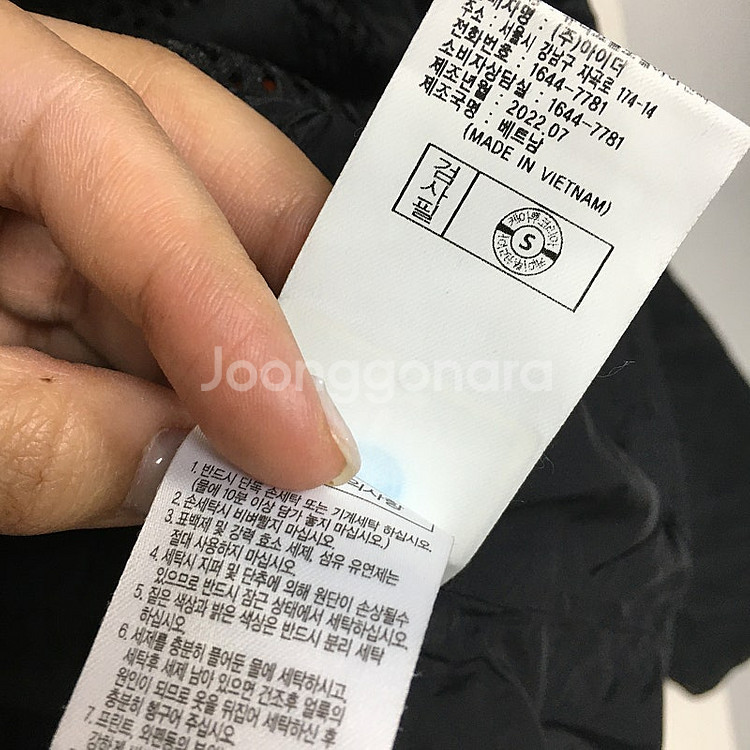 (주)아이더
주소 : 서울시 강남구 자곡로 174-14
전화번호 : 1644-7781
소비자상담실 : 1644-7781
제조년월 : 2022.07
제조국명 : 베트남
(MADE IN VIETNAM)
검사필
S
Joonggonara
1. 반드시 단독 손세탁 또는 기계세탁 하십시오.
(물에 10분 이상 담가 놓지 마십시오.)
2. 손세탁시 비벼빨지 마십시오.
3. 표백제 및 강력 효소 세제, 섬유 유연제는
절대 사용하지 마십시오.
4. 세탁시 지퍼 및 단추에 의해 원단이 손상될수
있으므로 반드시 잠근 상태에서 세탁하십시오.
5. 짙은 색상과 밝은 색상은 반드시 분리 세탁
하십시오
6. 세제를 충분히 풀어둔 물에 세탁하시고
세탁후 세제 남아 있으면 건조후 얼룩의
원인이 되므로 옷을 뒤집어 세탁하신 후
충분히 헹구어 주십시오
7. 프린트